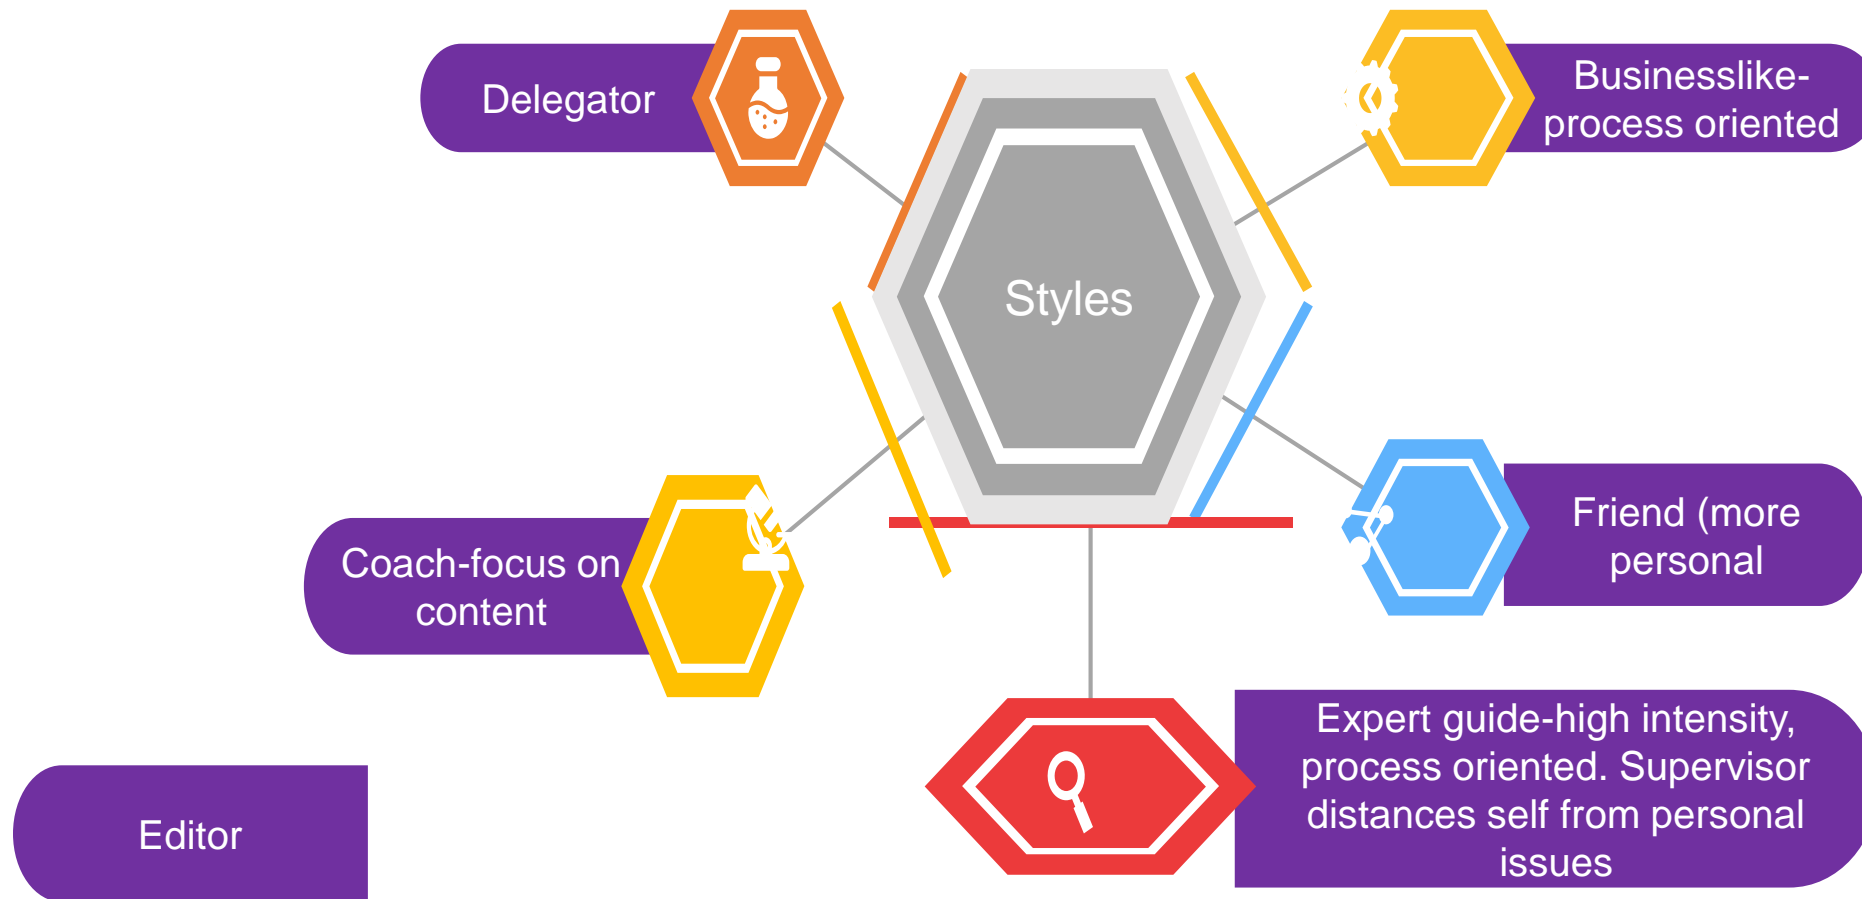 Delegator
Businesslike-
process oriented
Styles
Coach-focus on
content
Friend (more
personal
Expert guide-high intensity,
process oriented. Supervisor
distances self from personal
issues
Editor